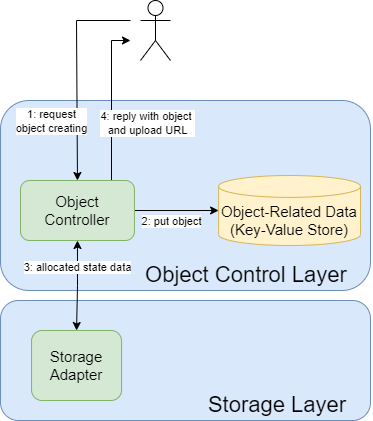 1: request
object creating
4: reply with object
and upload URL
Object
Controller
2: put object
Object-Related Data
(Key-Value Store)
3: allocated state data
Object Control Layer
Storage
Adapter
Storage Layer